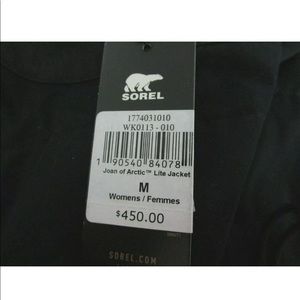 SOREL
1774031010
WK0113 - 010
1 90540 84078
Joan of Arctic™ Lite Jacket
M
Womens / Femmes
$450.00
SOREL.COM